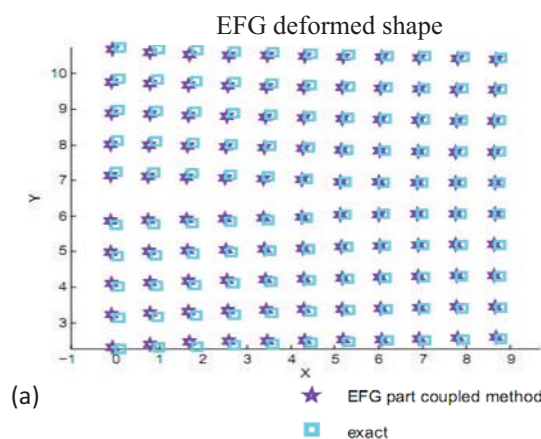 EFG deformed shape
10
9
8
7
6
5
4
3
Y
−1 0 1 2 3 4 5 6 7 8 9
X
(a)
EFG part coupled method
exact